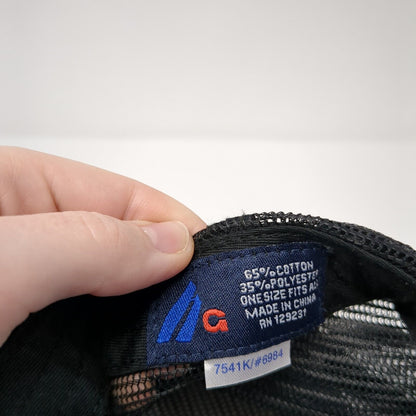 65% COTTON
35% POLYESTER
ONE SIZE FITS ALL
MADE IN CHINA
RN 129231
G
7541K/#6984